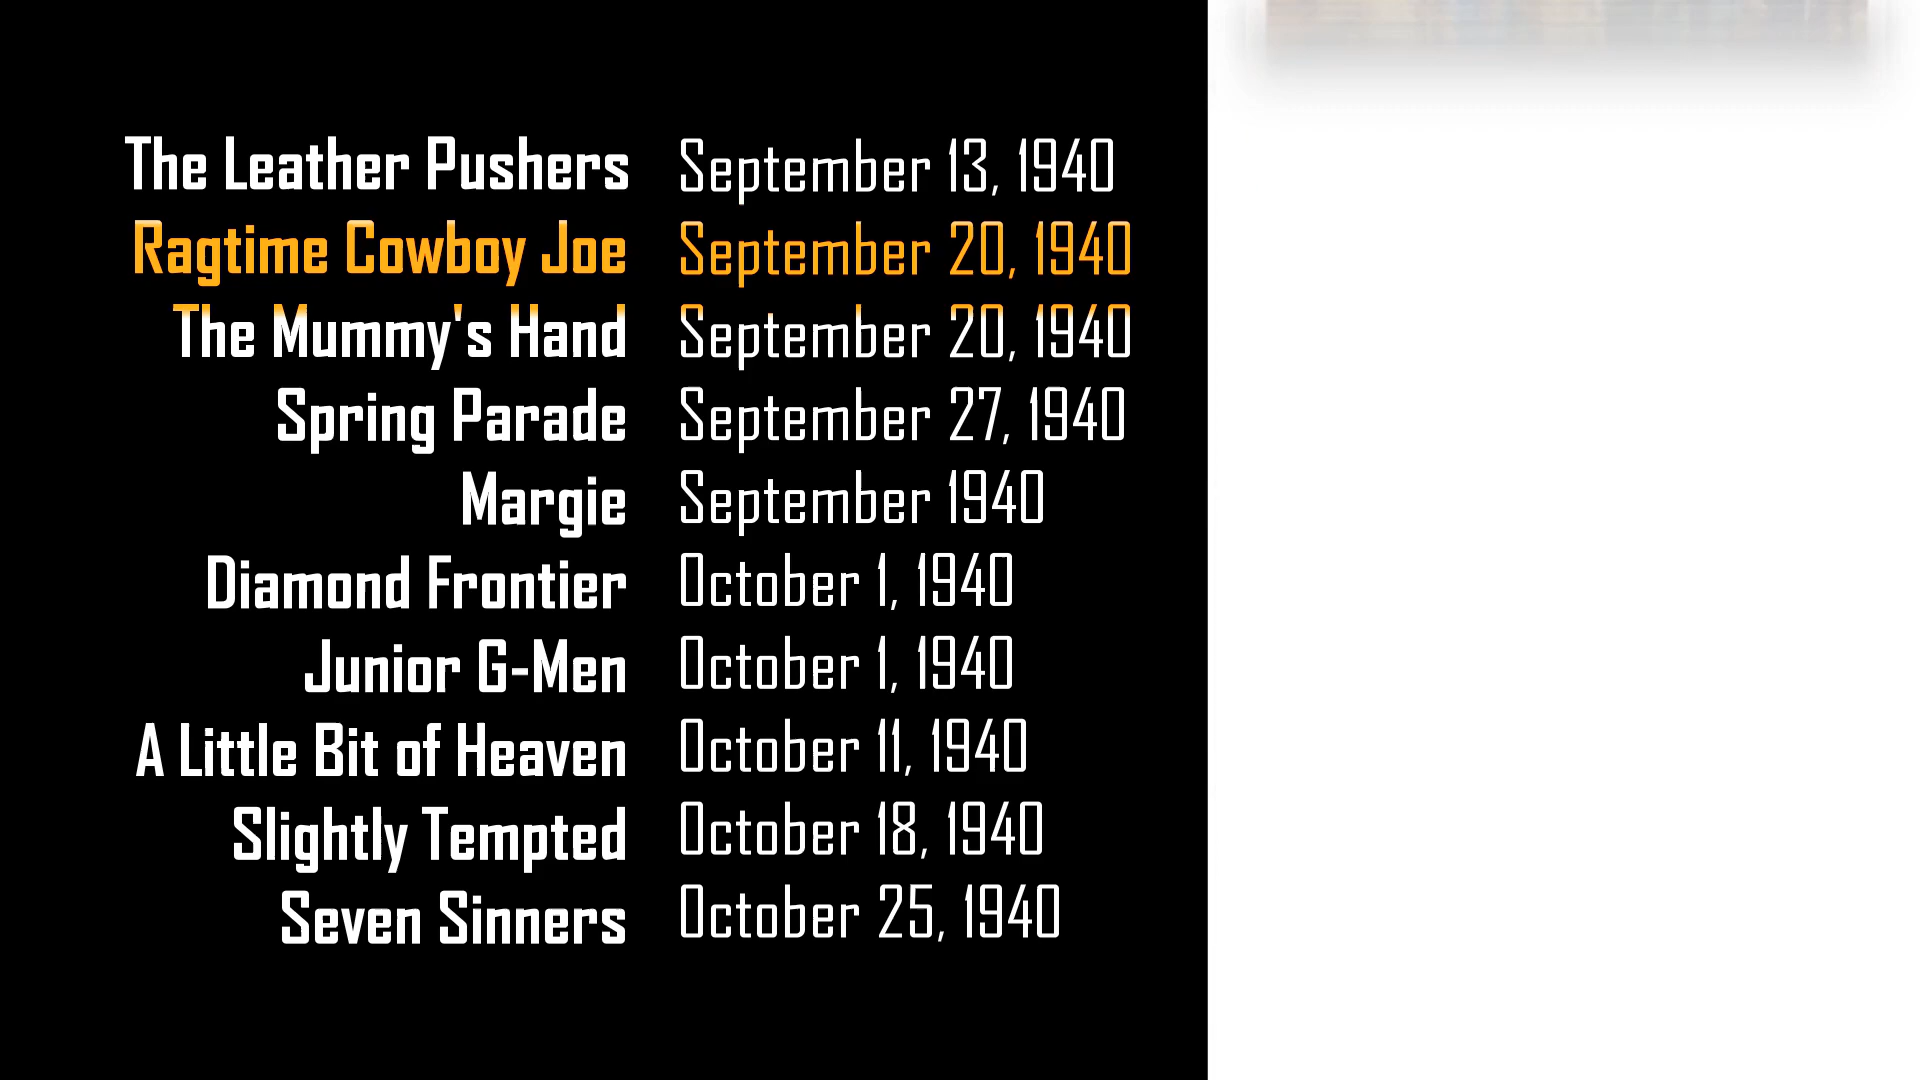 The Leather Pushers September 13, 1940
Ragtime Cowboy Joe September 20, 1940
The Mummy's Hand September 20, 1940
Spring Parade September 27, 1940
Margie September 1940
Diamond Frontier October 1, 1940
Junior G-Men October 1, 1940
A Little Bit of Heaven October 11, 1940
Slightly Tempted October 18, 1940
Seven Sinners October 25, 1940